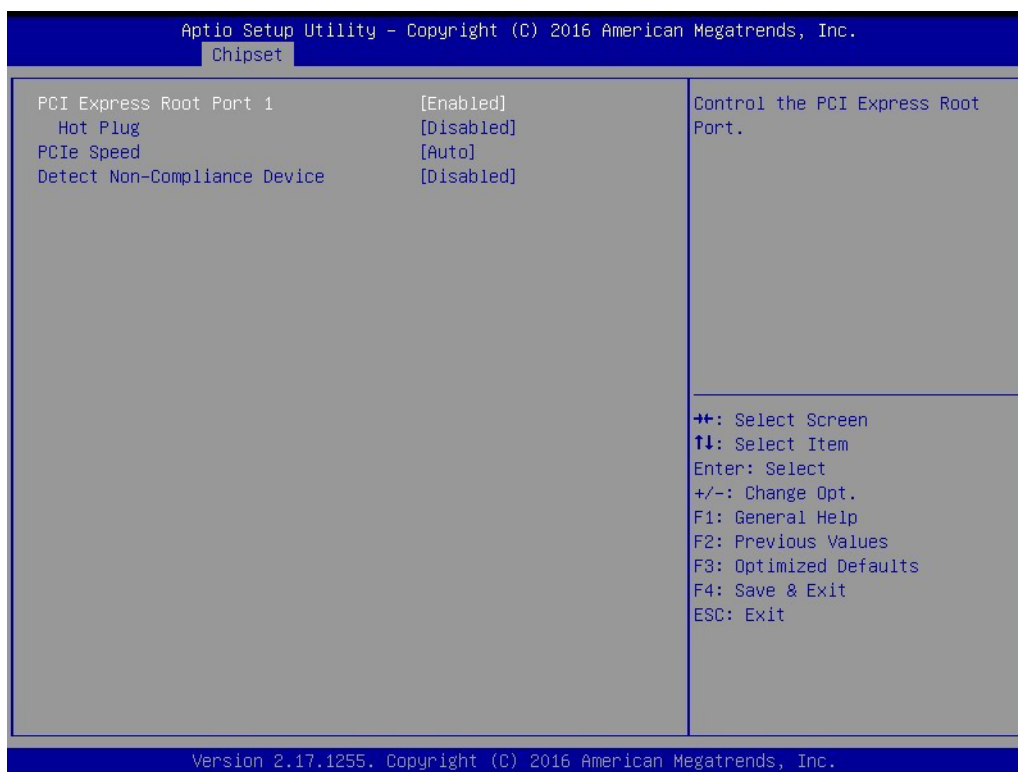 Aptio Setup Utility – Copyright (C) 2016 American Megatrends, Inc.
Chipset
PCI Express Root Port 1 [Enabled]
Hot Plug [Disabled]
PCIe Speed [Auto]
Detect Non-Compliance Device [Disabled]
Control the PCI Express Root
Port.
→←: Select Screen
↑↓: Select Item
Enter: Select
+/-: Change Opt.
F1: General Help
F2: Previous Values
F3: Optimized Defaults
F4: Save & Exit
ESC: Exit
Version 2.17.1255. Copyright (C) 2016 American Megatrends, Inc.